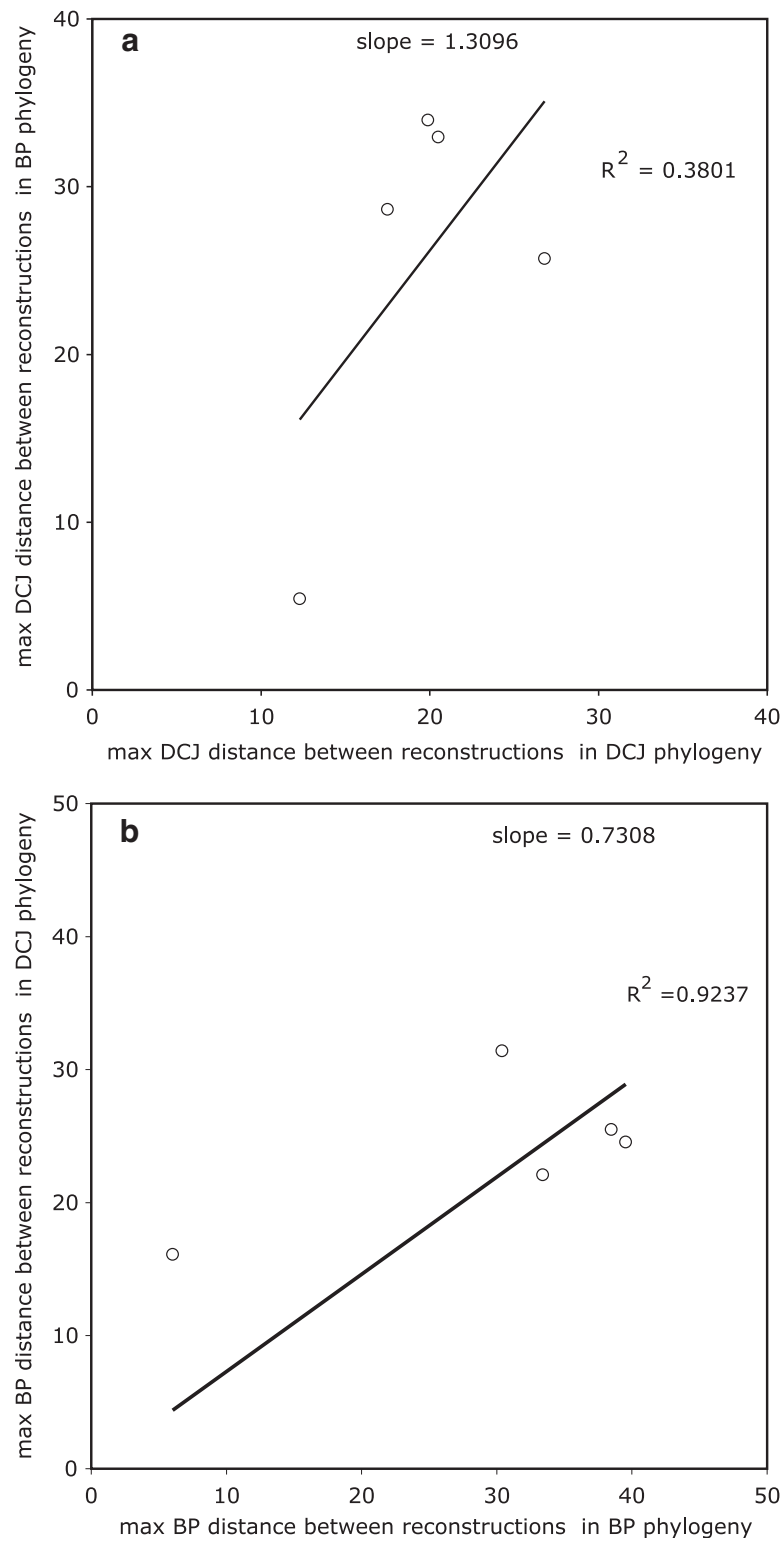 40
a
slope = 1.3096
R2 = 0.3801
30
20
10
0
max DCJ distance between reconstructions in BP phylogeny
0 10 20 30 40
max DCJ distance between reconstructions in DCJ phylogeny
50
b
slope = 0.7308
40
R2 =0.9237
30
20
10
0
max BP distance between reconstructions in DCJ phylogeny
0 10 20 30 40 50
max BP distance between reconstructions in BP phylogeny